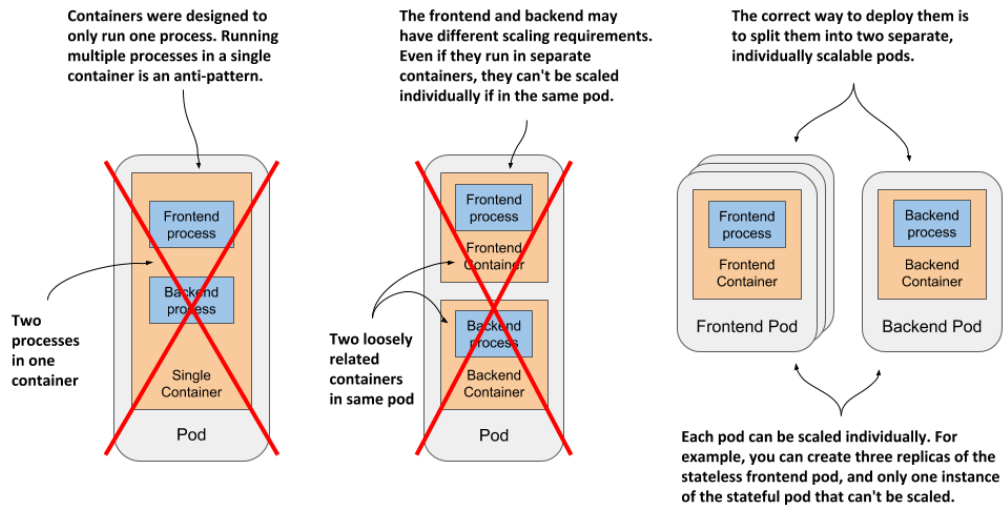 Containers were designed to
only run one process. Running
multiple processes in a single
container is an anti-pattern.
Frontend
process
Backend
process
Single
Container
Pod
Two
processes
in one
container
The frontend and backend may
have different scaling requirements.
Even if they run in separate
containers, they can't be scaled
individually if in the same pod.
Frontend
process
Frontend
Container
Backend
process
Backend Container
Pod
Two loosely
related
containers
in same pod
The correct way to deploy them is
to split them into two separate,
individually scalable pods.
Frontend
process
Frontend
Container
Frontend Pod
Backend
process
Backend
Container
Backend Pod
Each pod can be scaled individually. For
example, you can create three replicas of the
stateless frontend pod, and only one instance
of the stateful pod that can't be scaled.